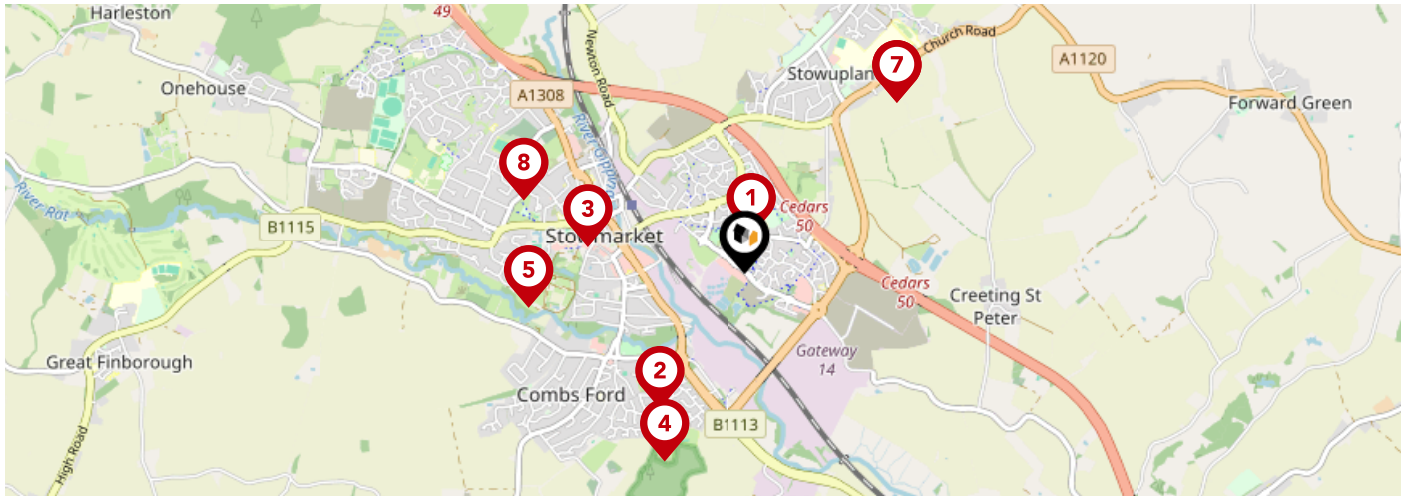 Harleston
49
Newton Road
Church Road
A1120
Stowuplan
7
Onehouse
A1308
Forward Green
River Gipping
8
1
3
Cedars
50
River Rat
B1115
Stowmarket
5
Cedars
50
Creeting St
Peter
Great Finborough
Gateway
14
2
Combs Ford
4
B1113
High Road